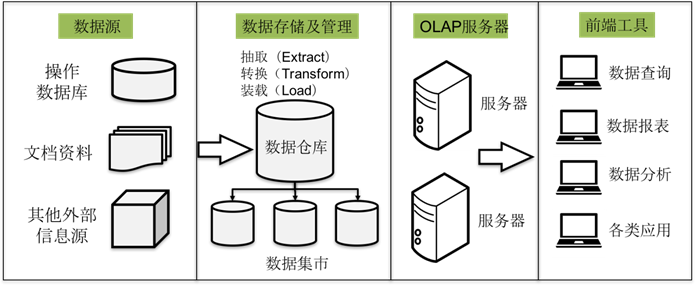 数据源
操作
数据库
文档资料
其他外部
信息源
数据存储及管理
抽取（Extract）
转换（Transform）
装载（Load）
数据仓库
数据集市
OLAP服务器
服务器
服务器
前端工具
数据查询
数据报表
数据分析
各类应用